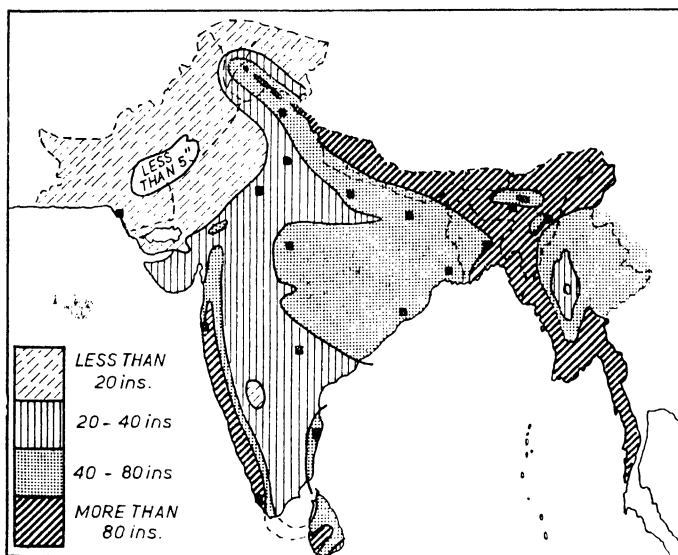 LESS
THAN 5"
LESS THAN
20 ins.
20 - 40 ins
40 - 80 ins
MORE THAN
80 ins.